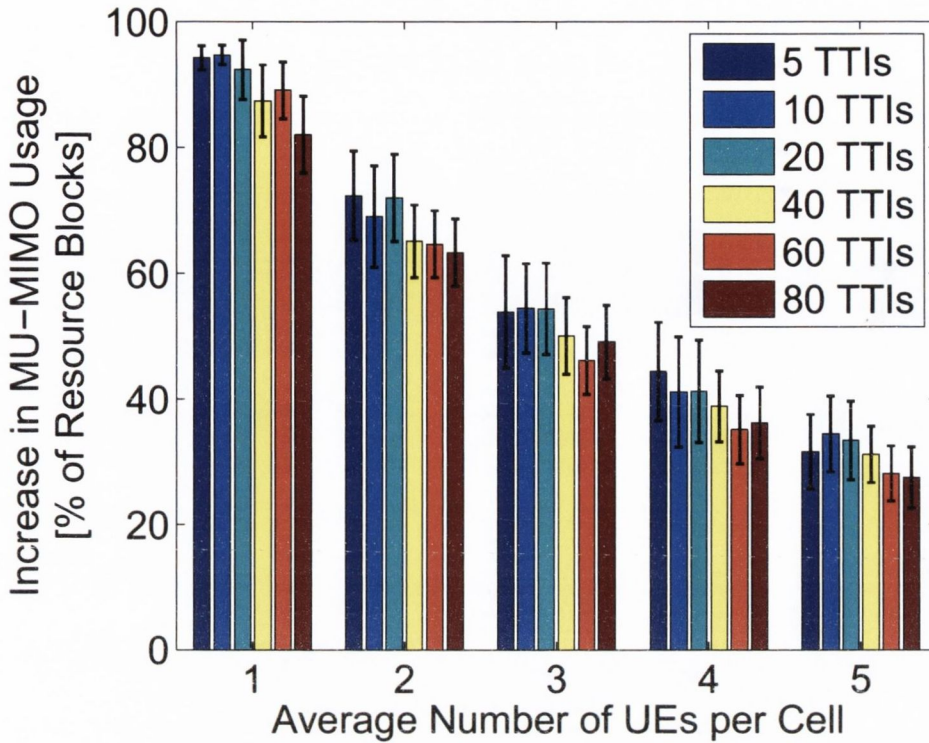 Increase in MU-MIMO Usage
[% of Resource Blocks]
100
80
60
40
20
0
5 TTIs
10 TTIs
20 TTIs
40 TTIs
60 TTIs
80 TTIs
1 2 3 4 5
Average Number of UEs per Cell